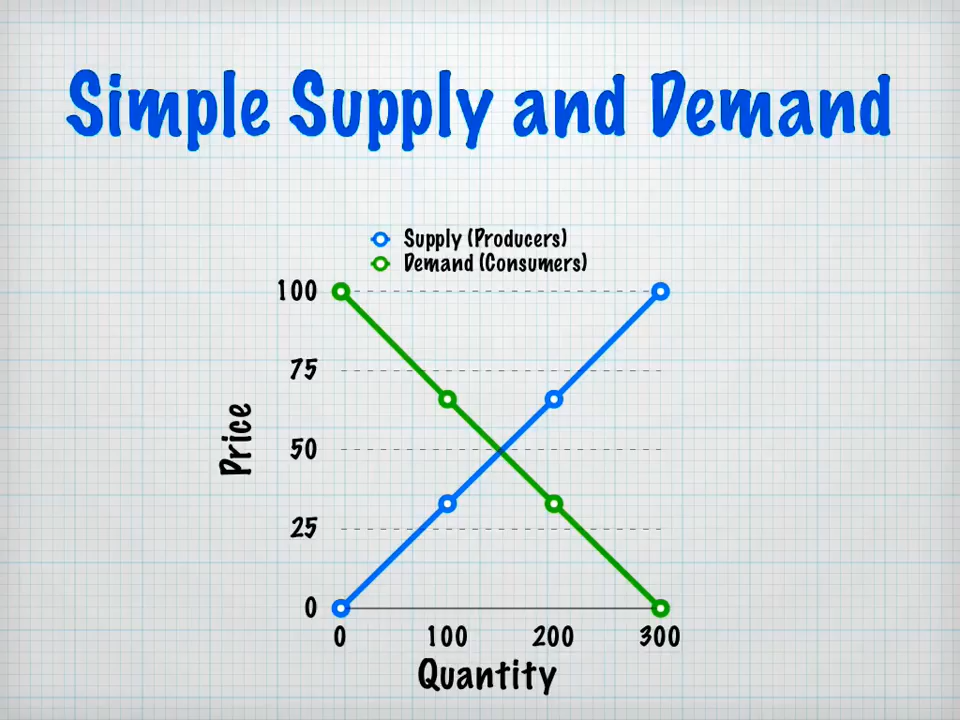 Simple Supply and Demand
Supply (Producers)
Demand (Consumers)
100
75
50
25
0
Price
0 100 200 300
Quantity